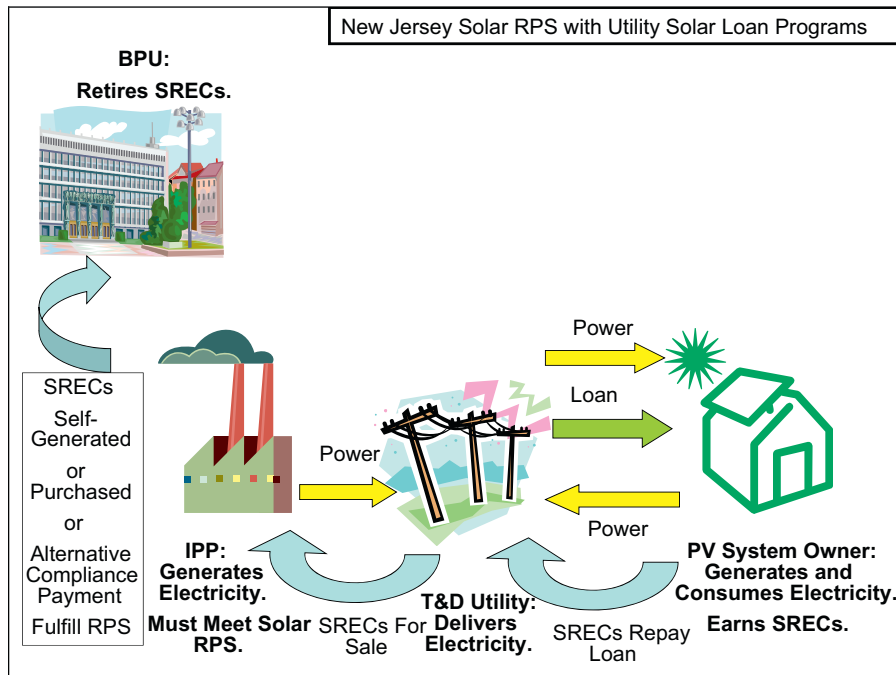 New Jersey Solar RPS with Utility Solar Loan Programs
BPU:
Retires SRECs.
SRECs
Self-
Generated
or
Purchased
or
Alternative
Compliance
Payment
Fulfill RPS
IPP:
Generates
Electricity.
Must Meet Solar
RPS.
Power
SRECs For
Sale
T&D Utility:
Delivers
Electricity.
Power
Loan
Power
SRECs Repay
Loan
PV System Owner:
Generates and
Consumes Electricity.
Earns SRECs.